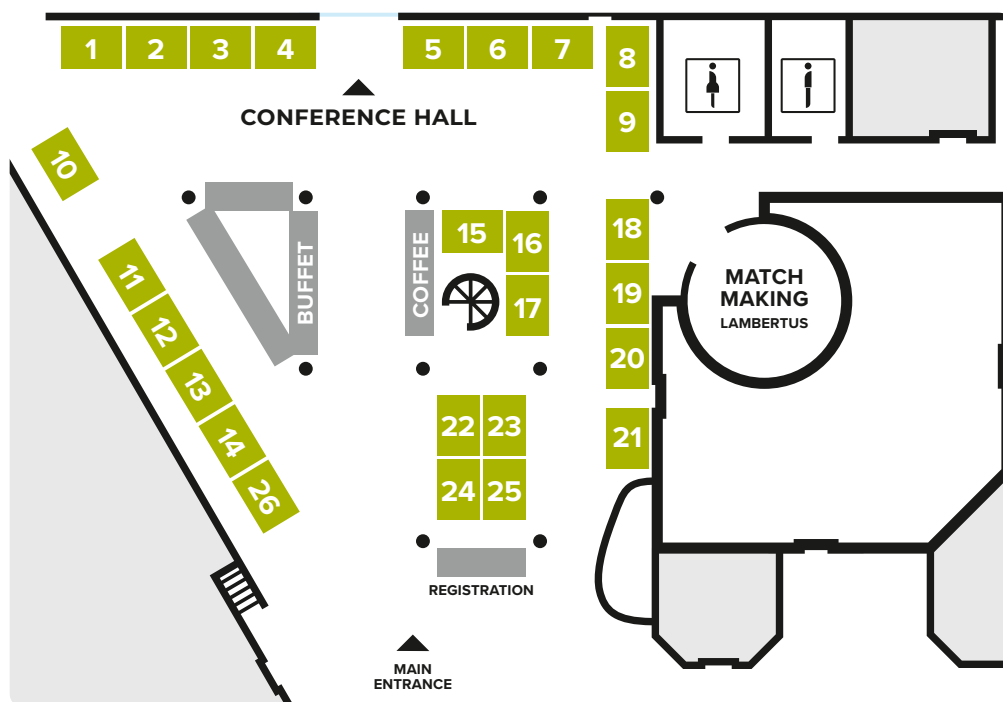 1 2 3 4 5 6 7 8
CONFERENCE HALL
9
10
BUFFET
COFFEE
15 16
17
18
19
20
21
MATCH
MAKING
LAMBERTUS
11
12
13
14
26
22 23
24 25
REGISTRATION
MAIN
ENTRANCE